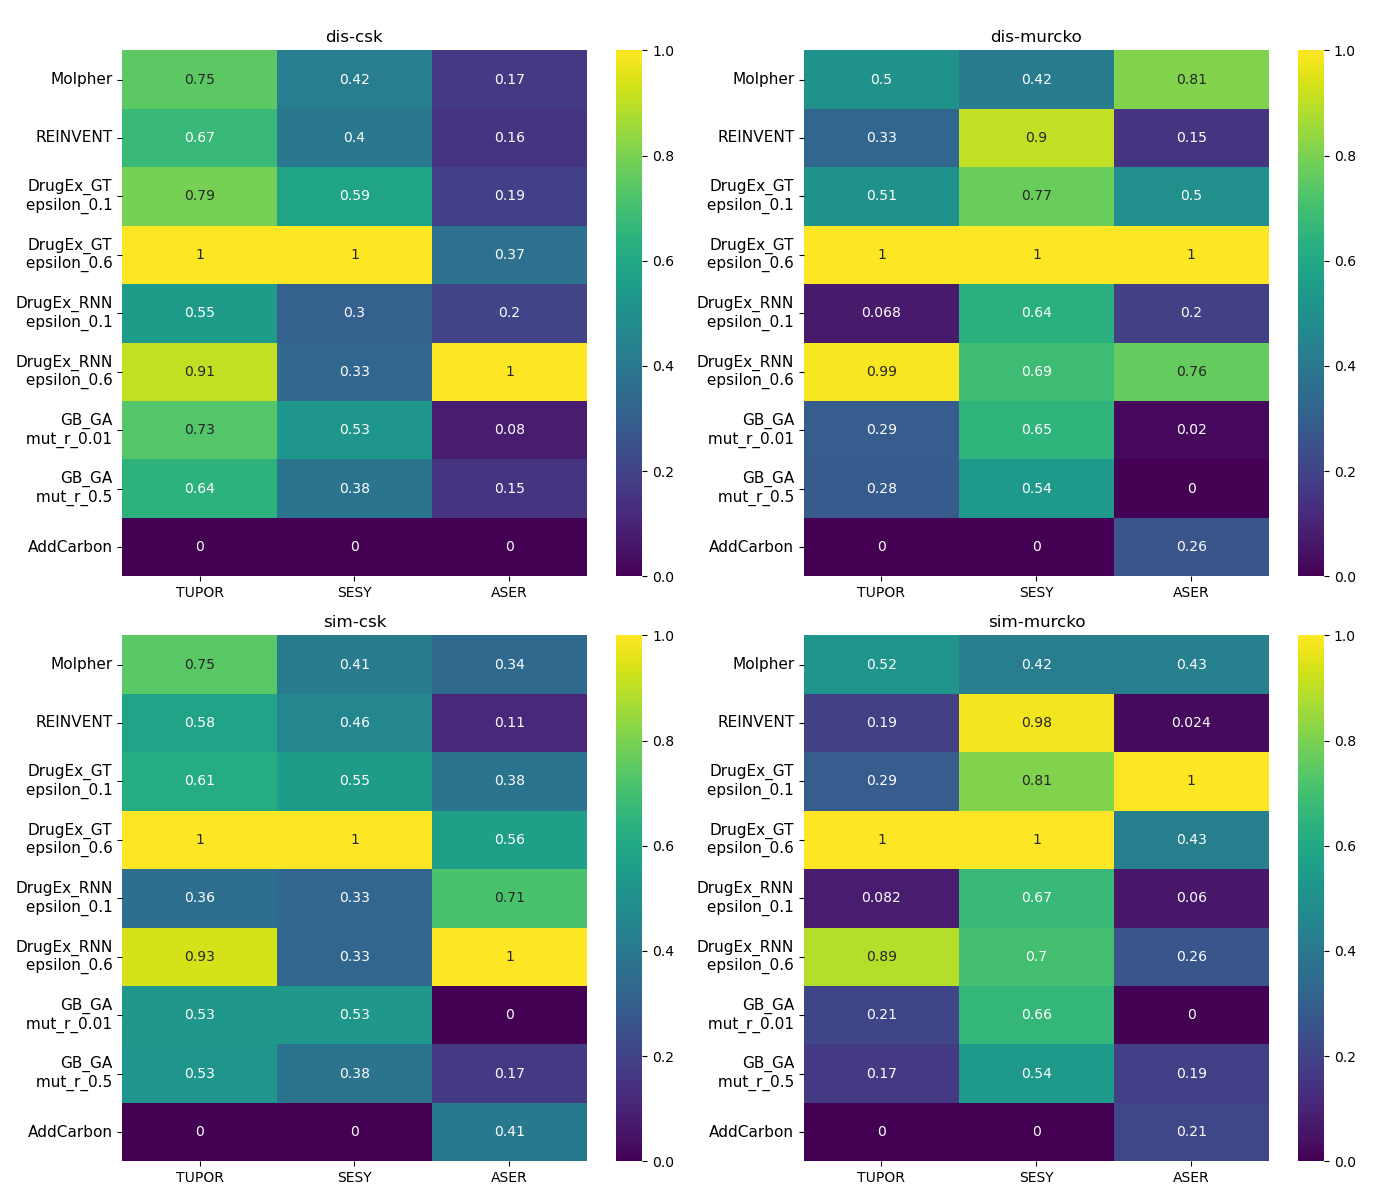 dis-csk
Molpher 0.75 0.42 0.17
REINVENT 0.67 0.4 0.16
DrugEx_GT
epsilon_0.1 0.79 0.59 0.19
DrugEx_GT
epsilon_0.6 1 1 0.37
DrugEx_RNN
epsilon_0.1 0.55 0.3 0.2
DrugEx_RNN
epsilon_0.6 0.91 0.33 1
GB_GA
mut_r_0.01 0.73 0.53 0.08
GB_GA
mut_r_0.5 0.64 0.38 0.15
AddCarbon 0 0 0
TUPOR SESY ASER
1.0
0.8
0.6
0.4
0.2
0.0
dis-murcko
Molpher 0.5 0.42 0.81
REINVENT 0.33 0.9 0.15
DrugEx_GT
epsilon_0.1 0.51 0.77 0.5
DrugEx_GT
epsilon_0.6 1 1 1
DrugEx_RNN
epsilon_0.1 0.068 0.64 0.2
DrugEx_RNN
epsilon_0.6 0.99 0.69 0.76
GB_GA
mut_r_0.01 0.29 0.65 0.02
GB_GA
mut_r_0.5 0.28 0.54 0
AddCarbon 0 0 0.26
TUPOR SESY ASER
1.0
0.8
0.6
0.4
0.2
0.0
sim-csk
Molpher 0.75 0.41 0.34
REINVENT 0.58 0.46 0.11
DrugEx_GT
epsilon_0.1 0.61 0.55 0.38
DrugEx_GT
epsilon_0.6 1 1 0.56
DrugEx_RNN
epsilon_0.1 0.36 0.33 0.71
DrugEx_RNN
epsilon_0.6 0.93 0.33 1
GB_GA
mut_r_0.01 0.53 0.53 0
GB_GA
mut_r_0.5 0.53 0.38 0.17
AddCarbon 0 0 0.41
TUPOR SESY ASER
1.0
0.8
0.6
0.4
0.2
0.0
sim-murcko
Molpher 0.52 0.42 0.43
REINVENT 0.19 0.98 0.024
DrugEx_GT
epsilon_0.1 0.29 0.81 1
DrugEx_GT
epsilon_0.6 1 1 0.43
DrugEx_RNN
epsilon_0.1 0.082 0.67 0.06
DrugEx_RNN
epsilon_0.6 0.89 0.7 0.26
GB_GA
mut_r_0.01 0.21 0.66 0
GB_GA
mut_r_0.5 0.17 0.54 0.19
AddCarbon 0 0 0.21
TUPOR SESY ASER
1.0
0.8
0.6
0.4
0.2
0.0